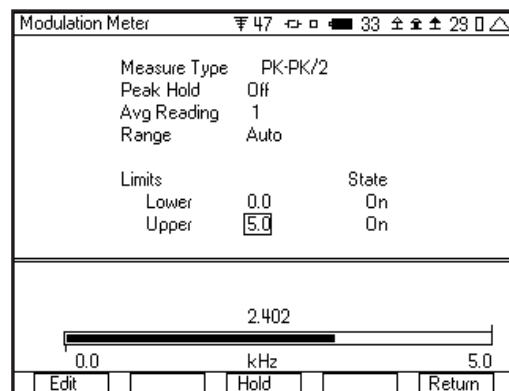 Modulation Meter 47 33 29
Measure Type PK-PK/2
Peak Hold Off
Avg Reading 1
Range Auto
Limits State
Lower 0.0 On
Upper 5.0 On
2.402
0.0 kHz 5.0
Edit Hold Return